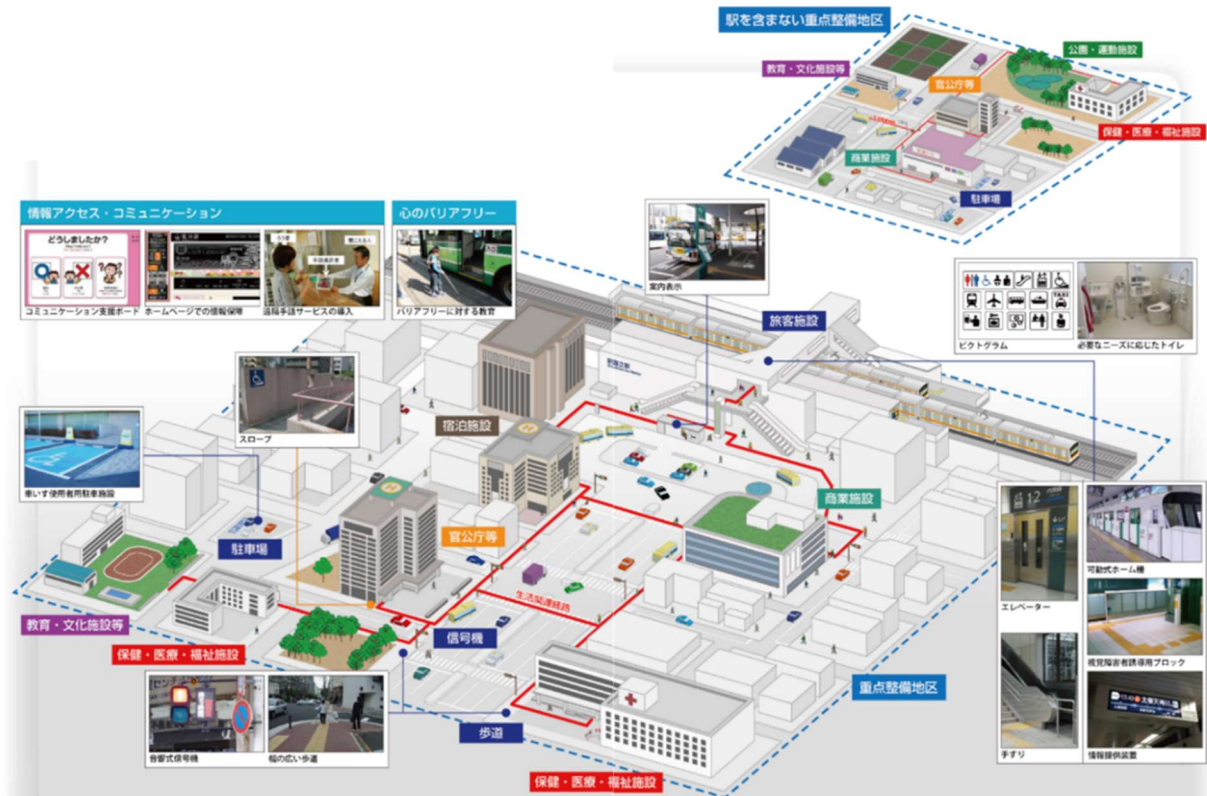 駅を含まない重点整備地区
公園・運動施設
教育・文化施設等
官公庁等
保健・医療・福祉施設
商業施設
駐車場
情報アクセス・コミュニケーション
心のバリアフリー
どうしましたか?
コミュニケーション支援ボード
ホームページでの情報保障
遠隔手話サービスの導入
バリアフリーに対する教育
案内表示
旅客施設
TAXI
ピクトグラム
必要なニーズに応じたトイレ
スロープ
宿泊施設
車いす使用者用駐車施設
商業施設
1・2
駐車場
官公庁等
エレベーター
可動式ホーム柵
生活関連経路
教育・文化施設等
信号機
視覚障害者誘導用ブロック
保健・医療・福祉施設
重点整備地区
歩道
音響式信号機
幅の広い歩道
手すり
情報提供装置
保健・医療・福祉施設